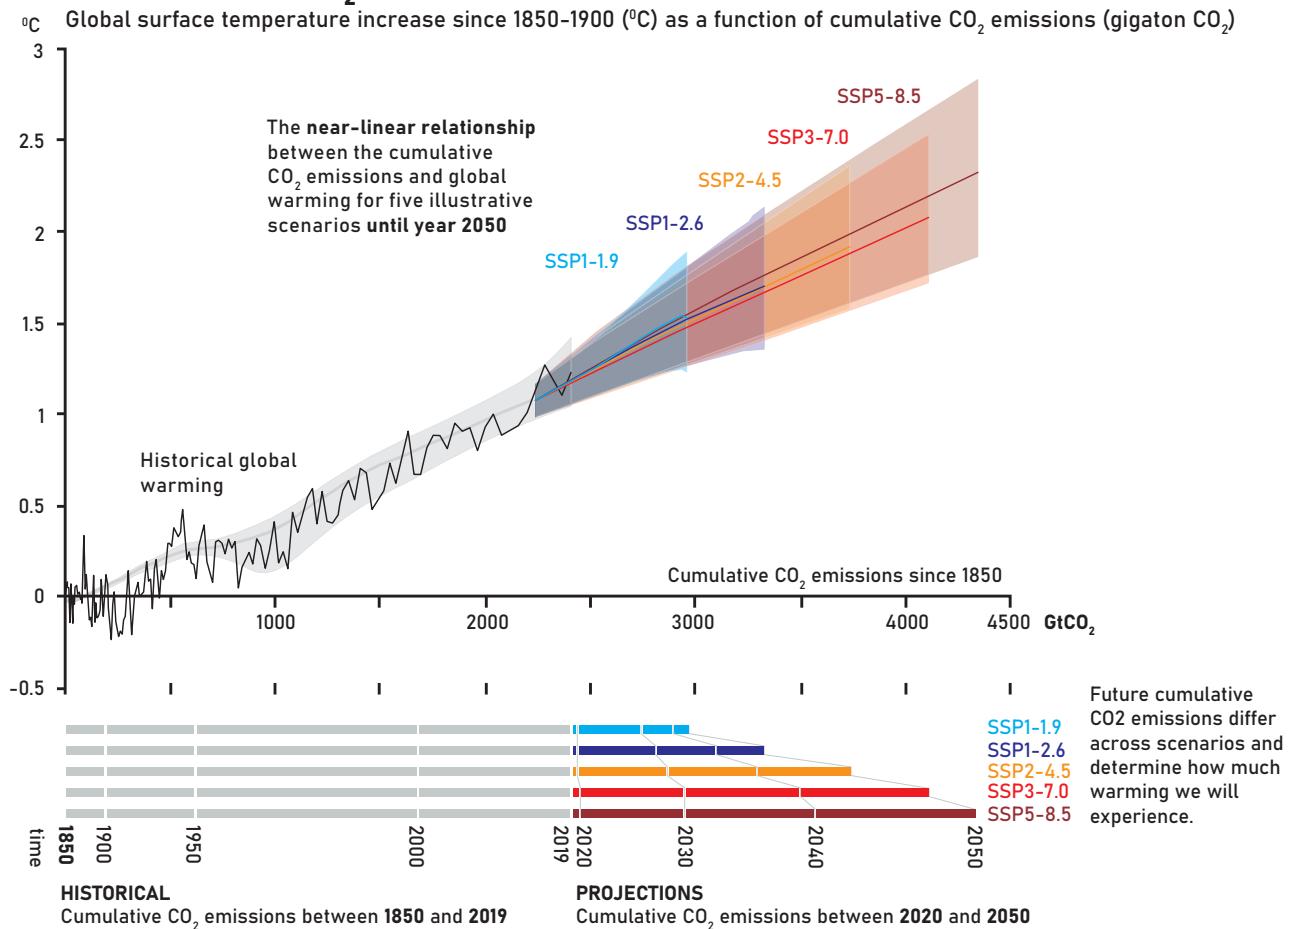 2
Global surface temperature increase since 1850-1900 (⁰C) as a function of cumulative CO₂ emissions (gigaton CO₂)
⁰C
3
2.5
2
1.5
1
0.5
0
-0.5
The near-linear relationship
between the cumulative
CO₂ emissions and global
warming for five illustrative
scenarios until year 2050
SSP5-8.5
SSP3-7.0
SSP2-4.5
SSP1-2.6
SSP1-1.9
Historical global
warming
Cumulative CO₂ emissions since 1850
1000
2000
3000
4000
4500
GtCO₂
SSP1-1.9
SSP1-2.6
SSP2-4.5
SSP3-7.0
SSP5-8.5
Future cumulative
CO2 emissions differ
across scenarios and
determine how much
warming we will
experience.
time
1850
1900
1950
2000
2019
2020
2030
2040
2050
HISTORICAL
Cumulative CO₂ emissions between 1850 and 2019
PROJECTIONS
Cumulative CO₂ emissions between 2020 and 2050